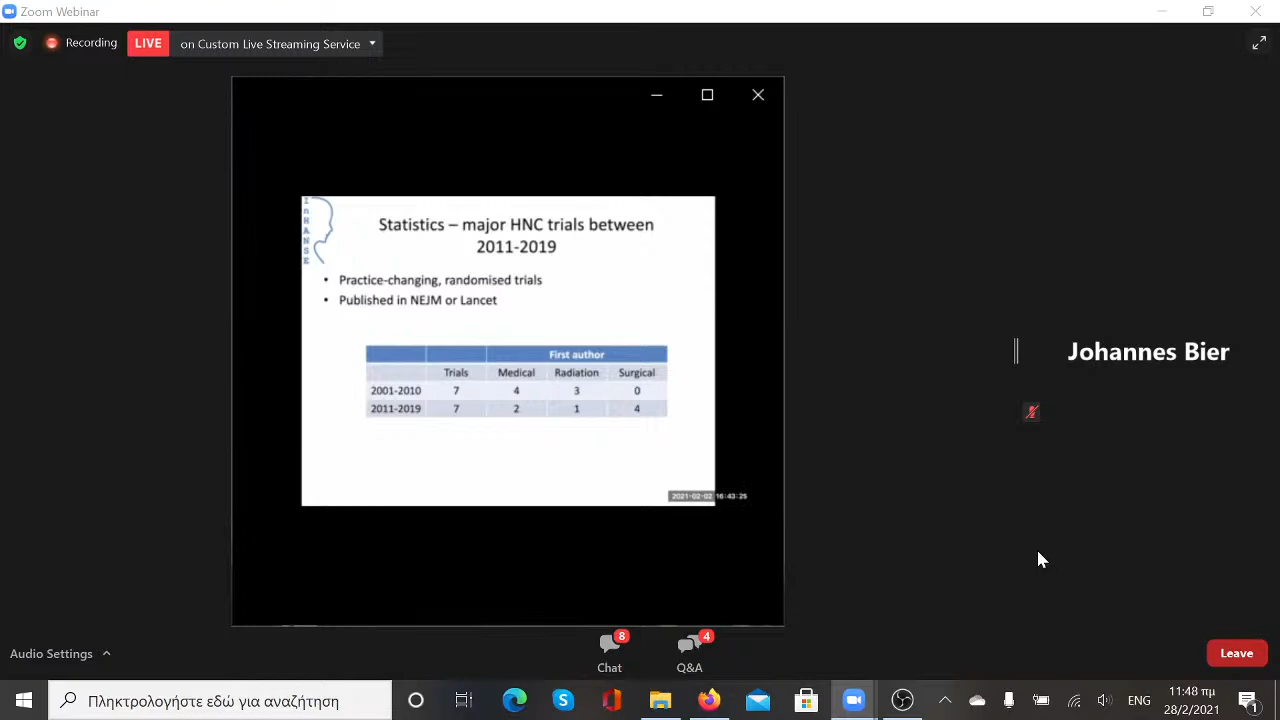 Zoom Webinar
Recording
LIVE
on Custom Live Streaming Service
InHANSE
Statistics – major HNC trials between
2011-2019
• Practice-changing, randomised trials
• Published in NEJM or Lancet
First author
Trials Medical Radiation Surgical
2001-2010 7 4 3 0
2011-2019 7 2 1 4
2021-02-02 16:43:25
Johannes Bier
8
4
Audio Settings
Chat
Q&A
Leave
Πληκτρολογήστε εδώ για αναζήτηση
ENG
11:48 πμ
28/2/2021
1